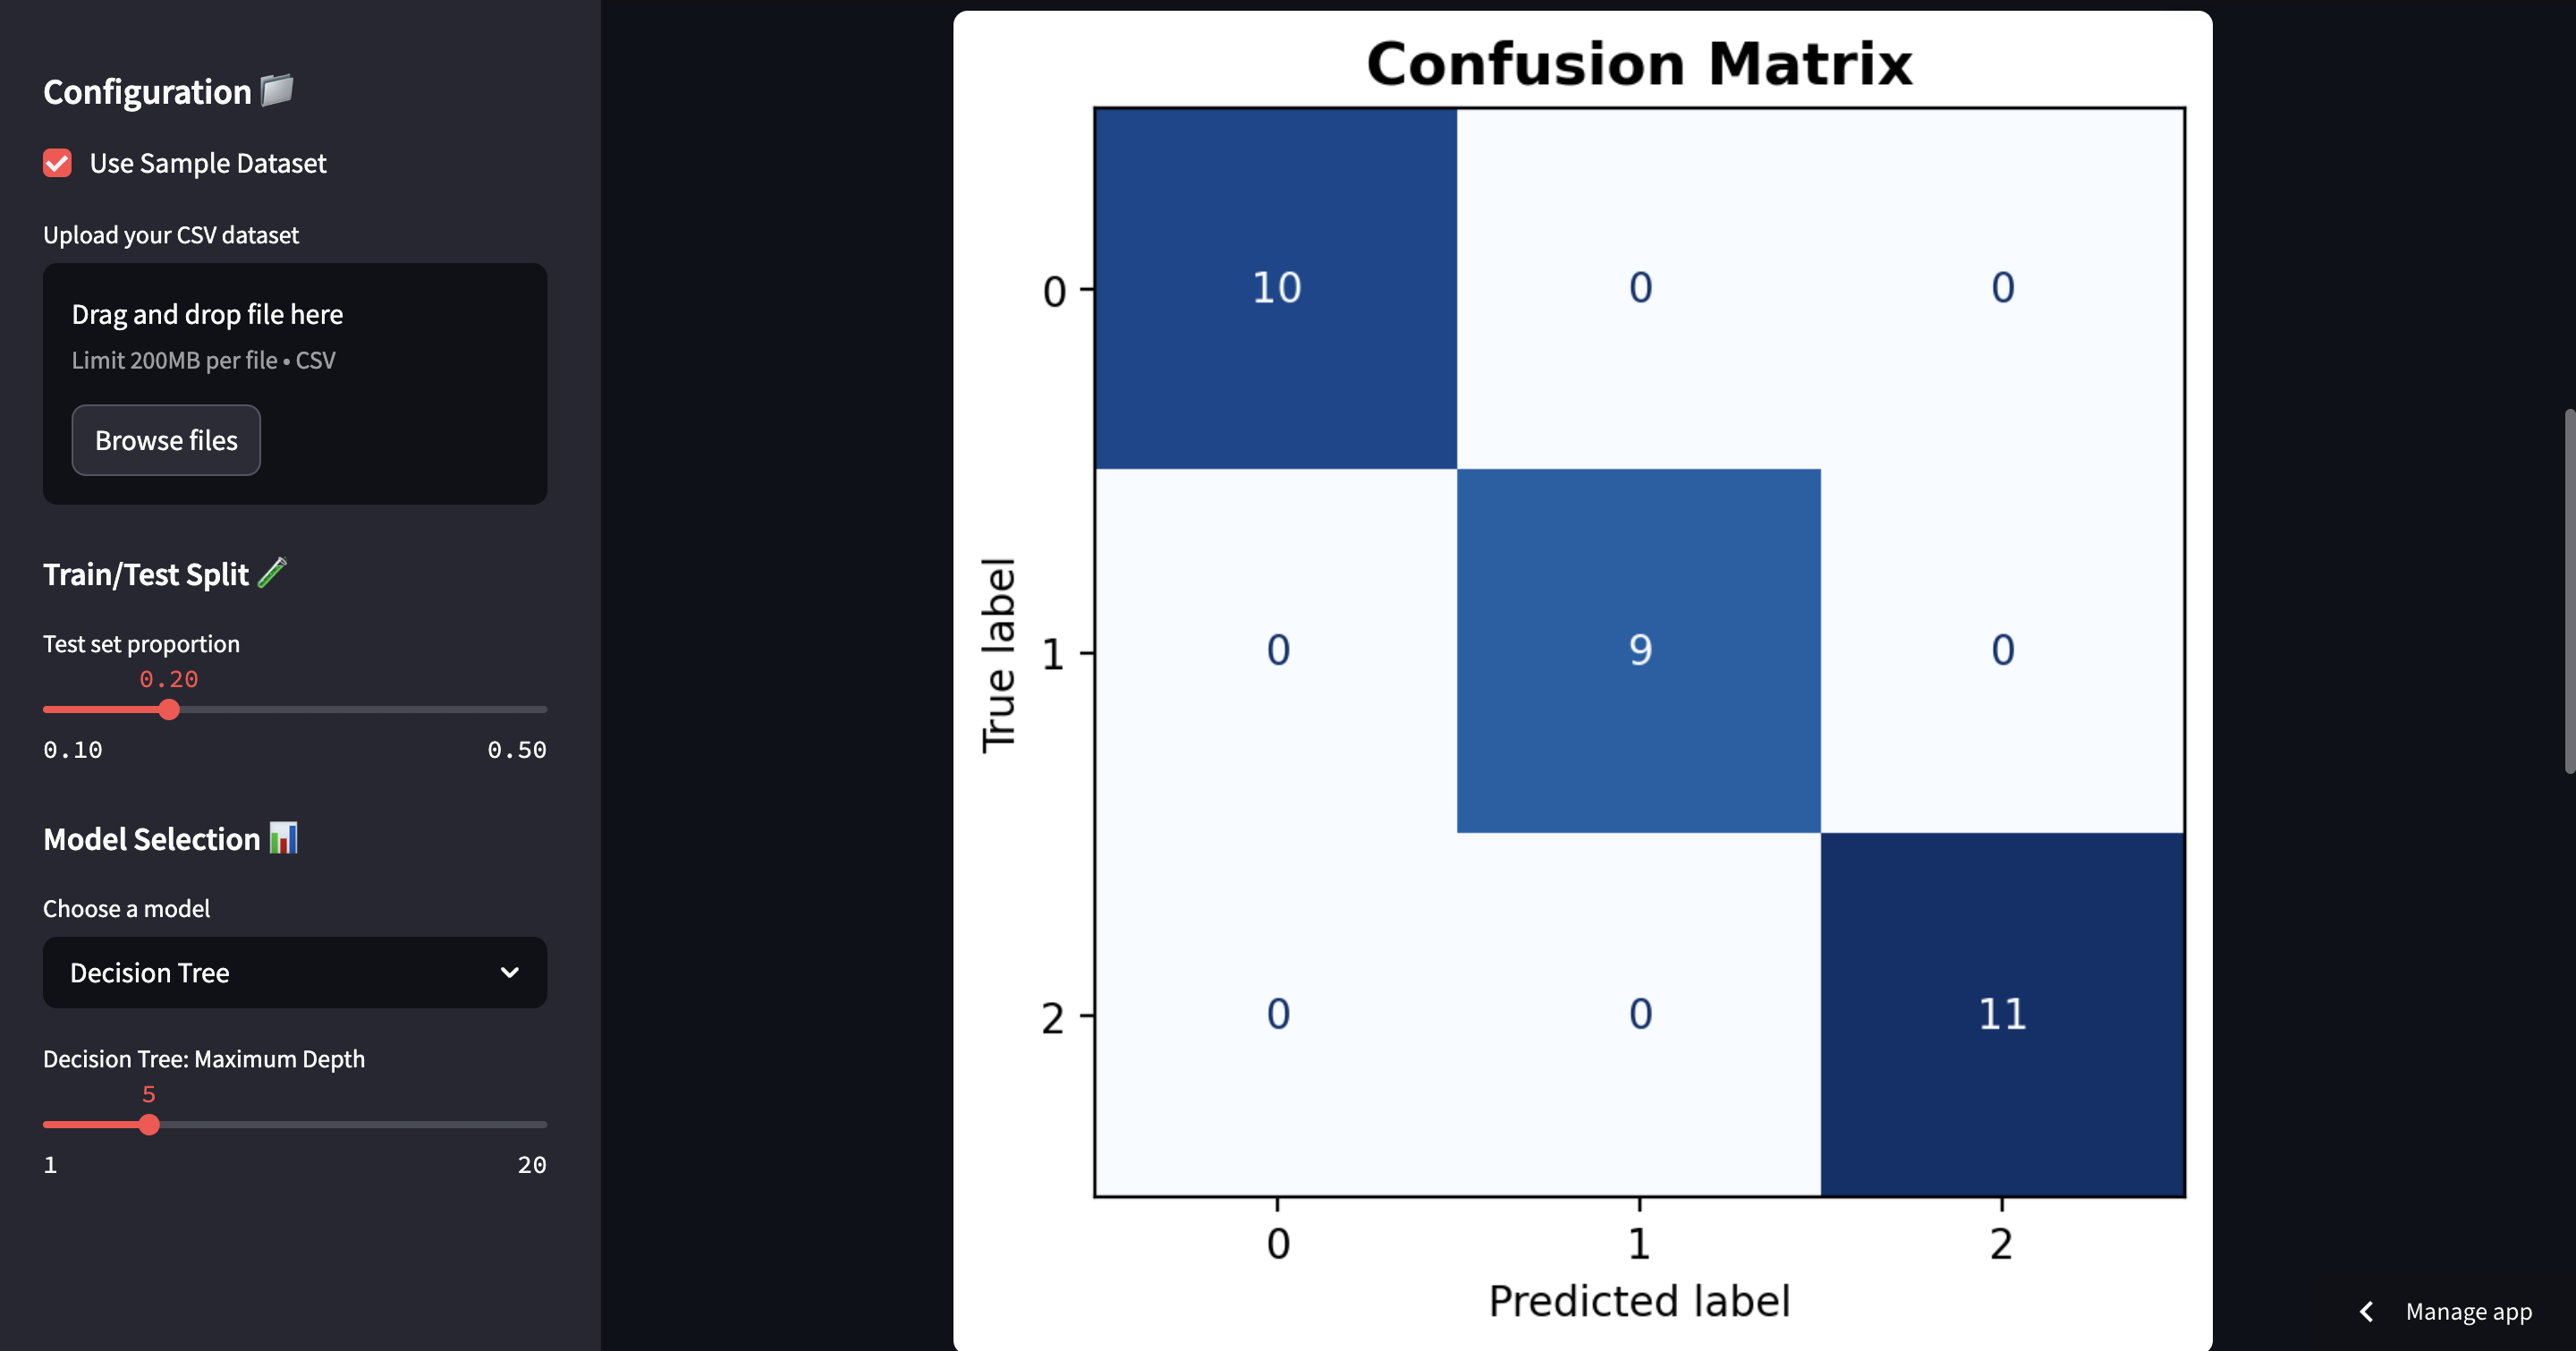 Configuration 📁
Use Sample Dataset
Upload your CSV dataset
Drag and drop file here
Limit 200MB per file • CSV
Browse files
Train/Test Split 🧪
Test set proportion
0.20
0.10 0.50
Model Selection 📊
Choose a model
Decision Tree
Decision Tree: Maximum Depth
5
1 20
Confusion Matrix
True label
0 10 0 0
1 0 9 0
2 0 0 11
0 1 2
Predicted label
Manage app